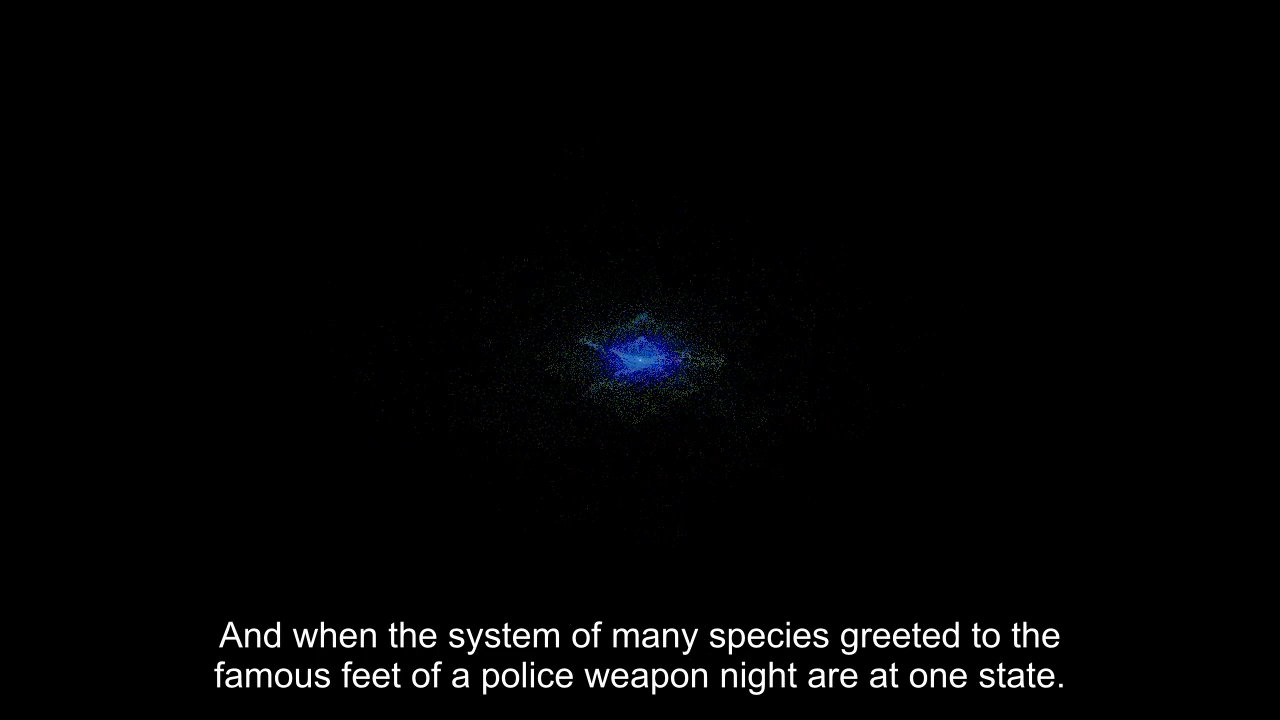 And when the system of many species greeted to the
famous feet of a police weapon night are at one state.